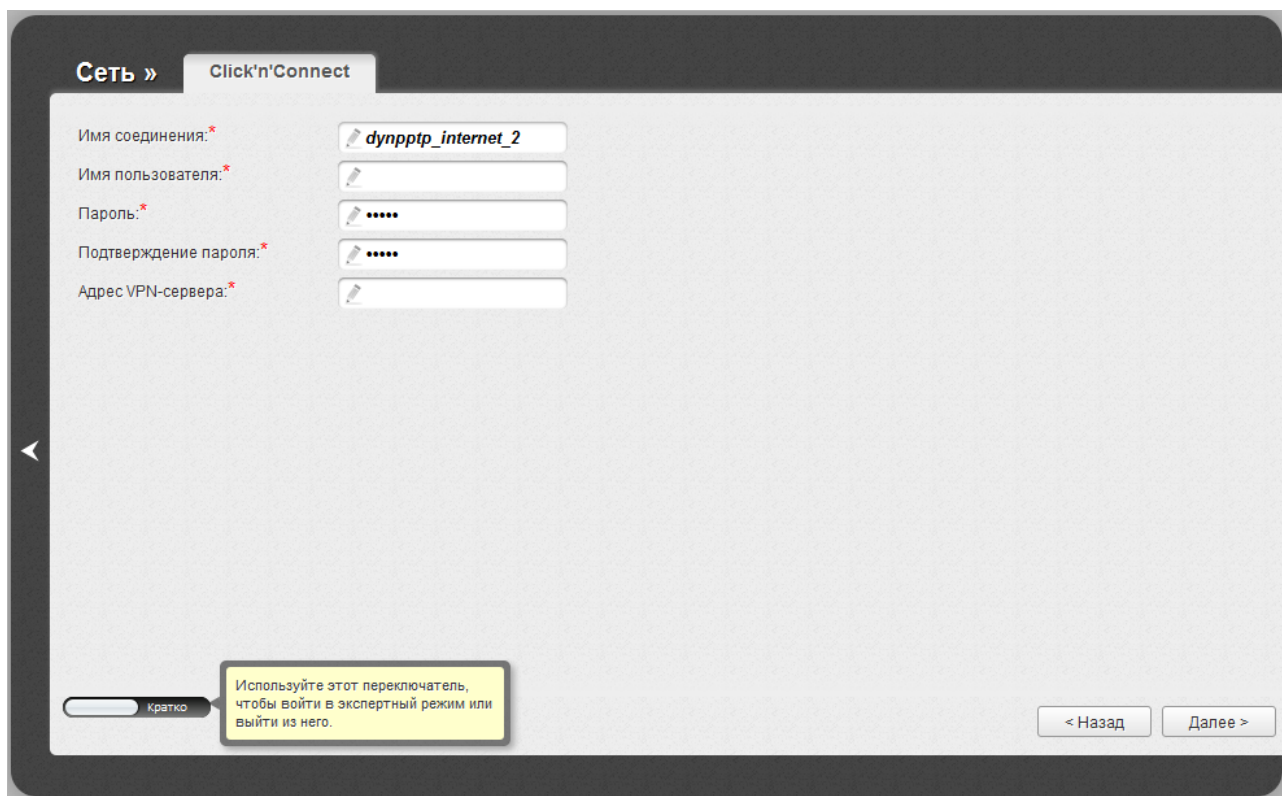 Сеть »
Click'n'Connect
Имя соединения:*
dynpptp_internet_2
Имя пользователя:*
Пароль:*
•••••
Подтверждение пароля:*
•••••
Адрес VPN-сервера:*
Кратко
Используйте этот переключатель,
чтобы войти в экспертный режим или
выйти из него.
< Назад
Далее >